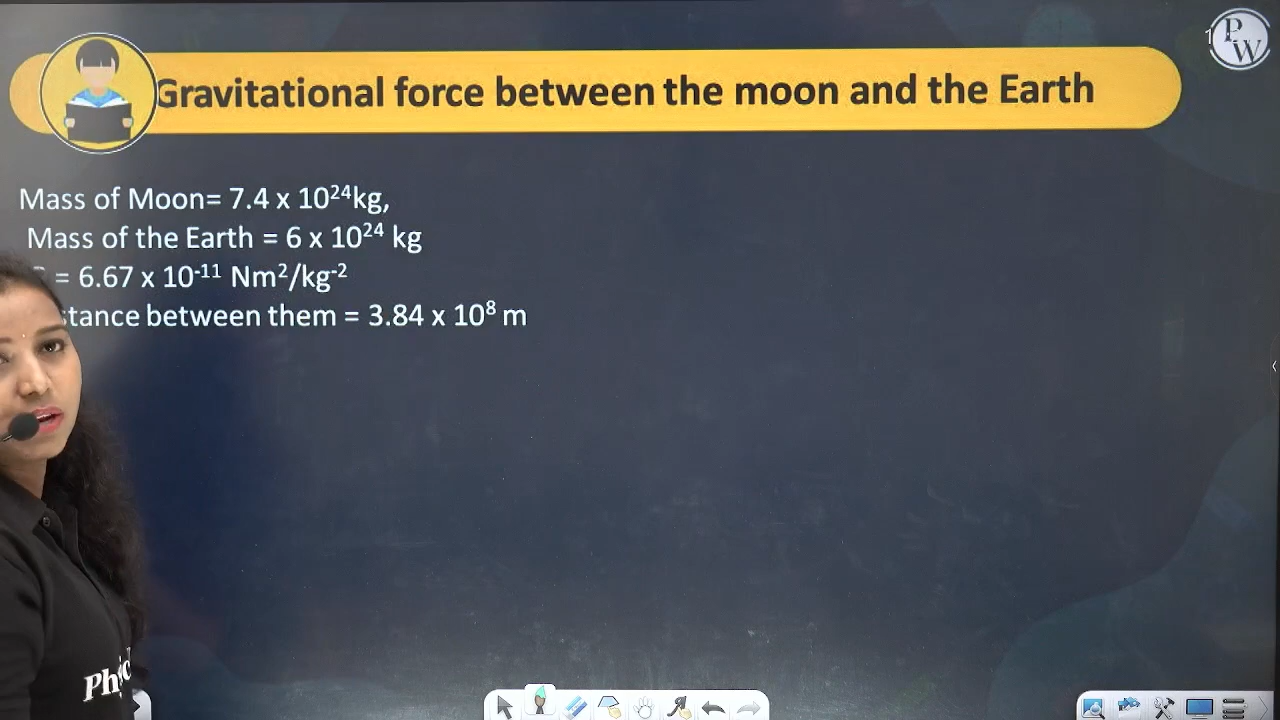 PW
Gravitational force between the moon and the Earth
Mass of Moon= 7.4 x 10²⁴kg,
Mass of the Earth = 6 x 10²⁴ kg
= 6.67 x 10⁻¹¹ Nm²/kg⁻²
between them = 3.84 x 10⁸ m